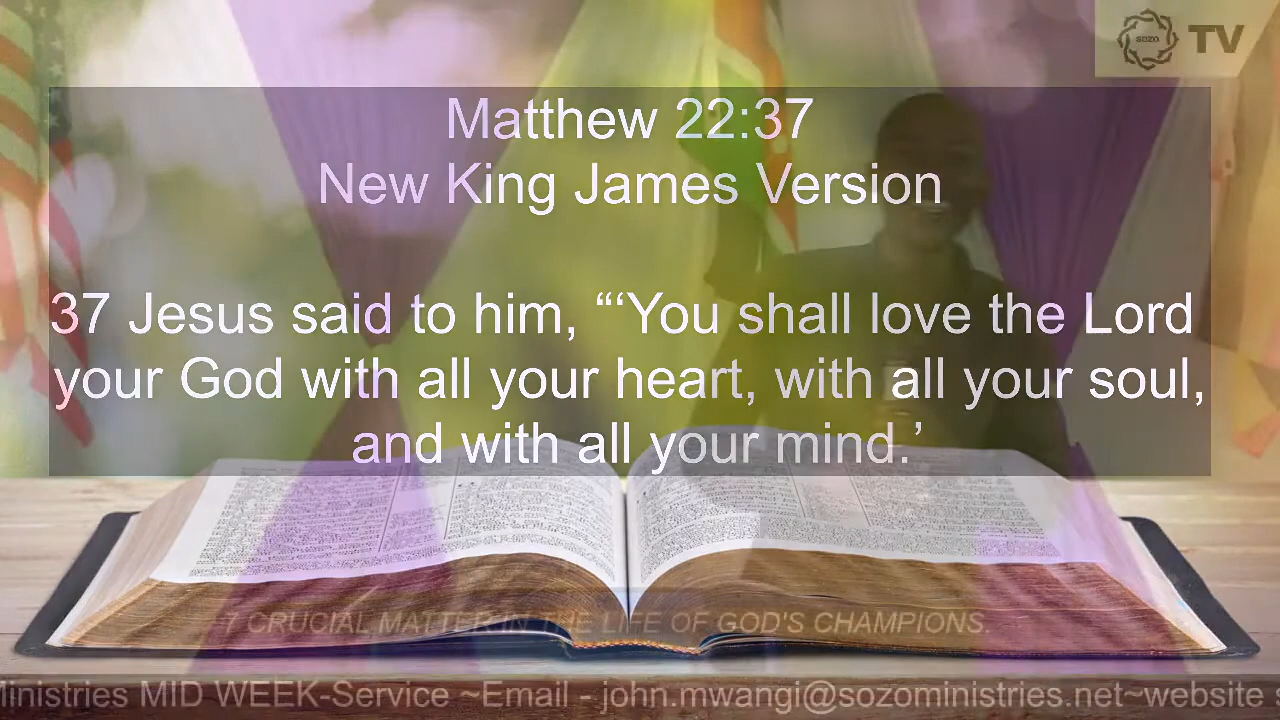 SOZO TV
Matthew 22:37
New King James Version
37 Jesus said to him, “‘You shall love the Lord
your God with all your heart, with all your soul,
and with all your mind.’
7 CRUCIAL MATTER IN THE LIFE OF GOD'S CHAMPIONS.
Ministries MID WEEK-Service ~Email - john.mwangi@sozoministries.net~website s